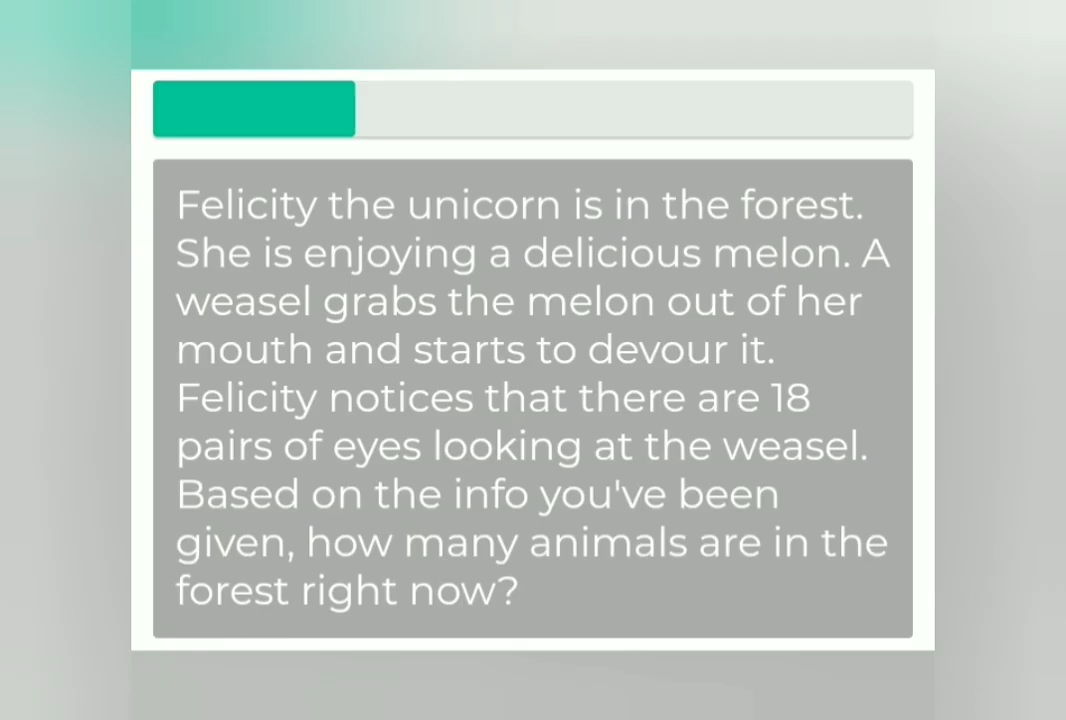 Felicity the unicorn is in the forest.
She is enjoying a delicious melon. A
weasel grabs the melon out of her
mouth and starts to devour it.
Felicity notices that there are 18
pairs of eyes looking at the weasel.
Based on the info you've been
given, how many animals are in the
forest right now?